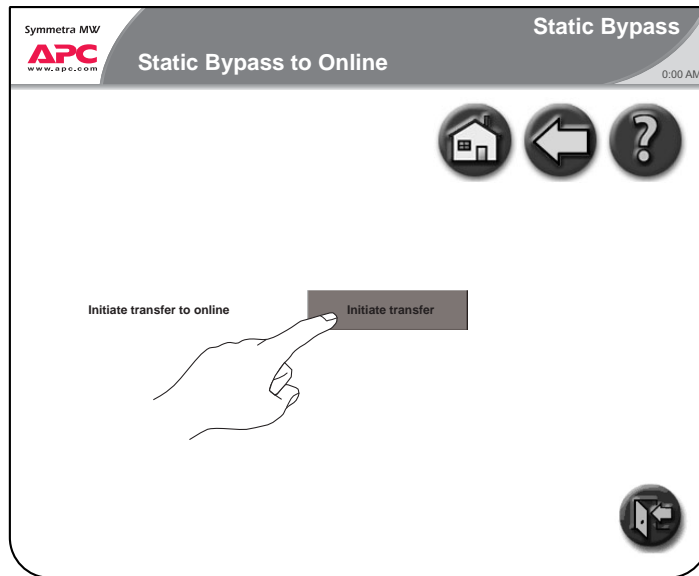 Symmetra MW
APC
www.apc.com
Static Bypass
Static Bypass to Online
0:00 AM
Initiate transfer to online
Initiate transfer
?